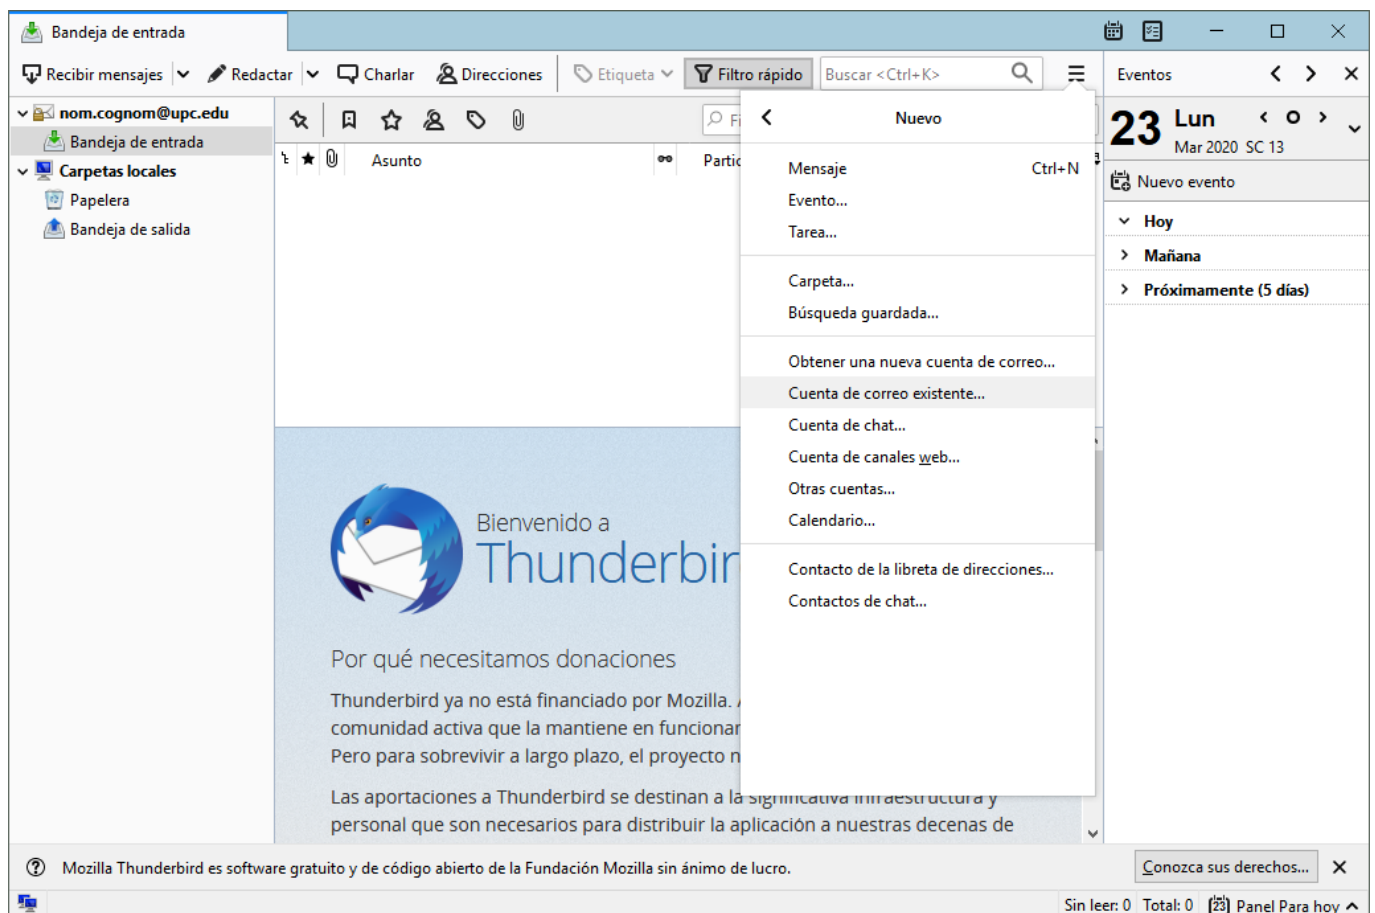 Bandeja de entrada
Recibir mensajes Redactar Charlar Direcciones Etiqueta Filtro rápido Buscar <Ctrl+K>
Eventos
nom.cognom@upc.edu
Bandeja de entrada
Carpetas locales
Papelera
Bandeja de salida
Asunto
Nuevo
Mensaje Ctrl+N
Evento...
Tarea...
Carpeta...
Búsqueda guardada...
Obtener una nueva cuenta de correo...
Cuenta de correo existente...
Cuenta de chat...
Cuenta de canales web...
Otras cuentas...
Calendario...
Contacto de la libreta de direcciones...
Contactos de chat...
23 Lun
Mar 2020 SC 13
Nuevo evento
Hoy
Mañana
Próximamente (5 días)
Bienvenido a
Thunderbir
Por qué necesitamos donaciones
Thunderbird ya no está financiado por Mozilla.
comunidad activa que la mantiene en funcionar
Pero para sobrevivir a largo plazo, el proyecto n
Las aportaciones a Thunderbird se destinan a la significativa infraestructura y
personal que son necesarios para distribuir la aplicación a nuestras decenas de
Mozilla Thunderbird es software gratuito y de código abierto de la Fundación Mozilla sin ánimo de lucro.
Conozca sus derechos...
Sin leer: 0 Total: 0 23 Panel Para hoy